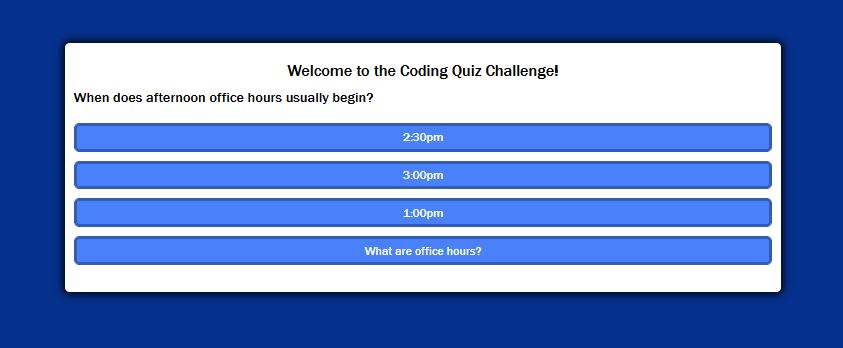 Welcome to the Coding Quiz Challenge!
When does afternoon office hours usually begin?
2:30pm
3:00pm
1:00pm
What are office hours?